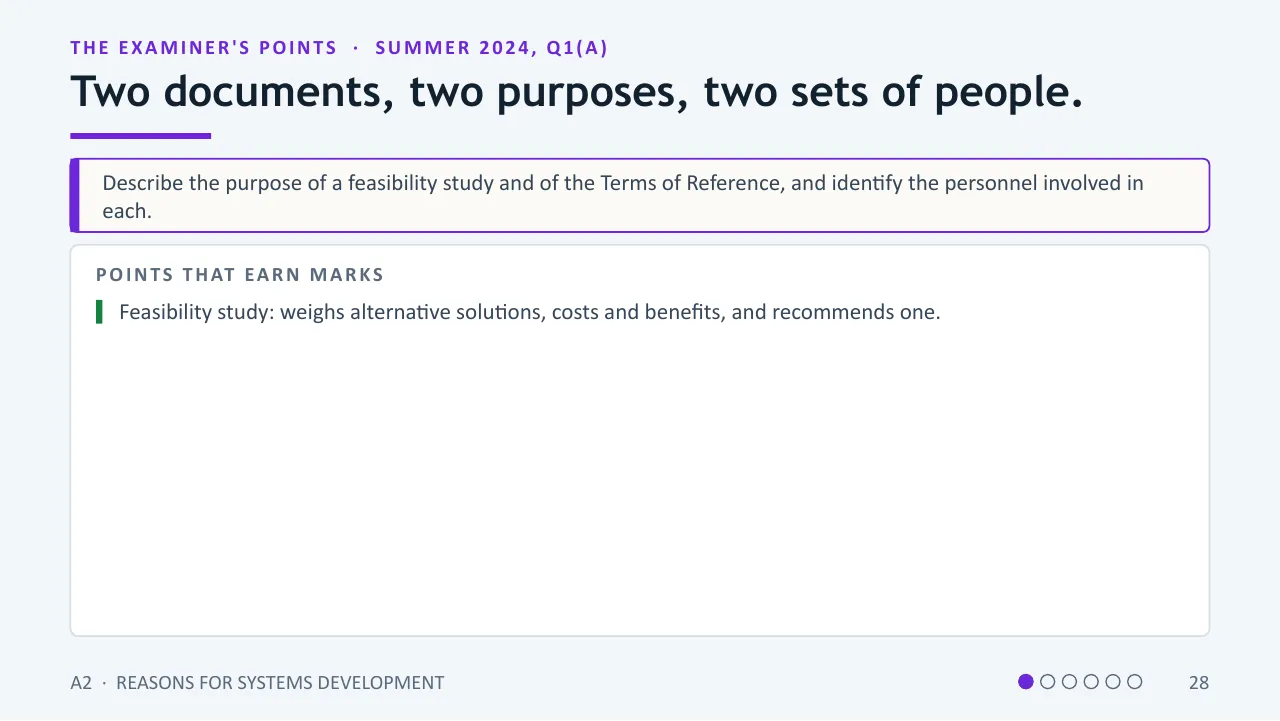 THE EXAMINER'S POINTS · SUMMER 2024, Q1(A)
Two documents, two purposes, two sets of people.
Describe the purpose of a feasibility study and of the Terms of Reference, and identify the personnel involved in
each.
POINTS THAT EARN MARKS
Feasibility study: weighs alternative solutions, costs and benefits, and recommends one.
A2 · REASONS FOR SYSTEMS DEVELOPMENT
28